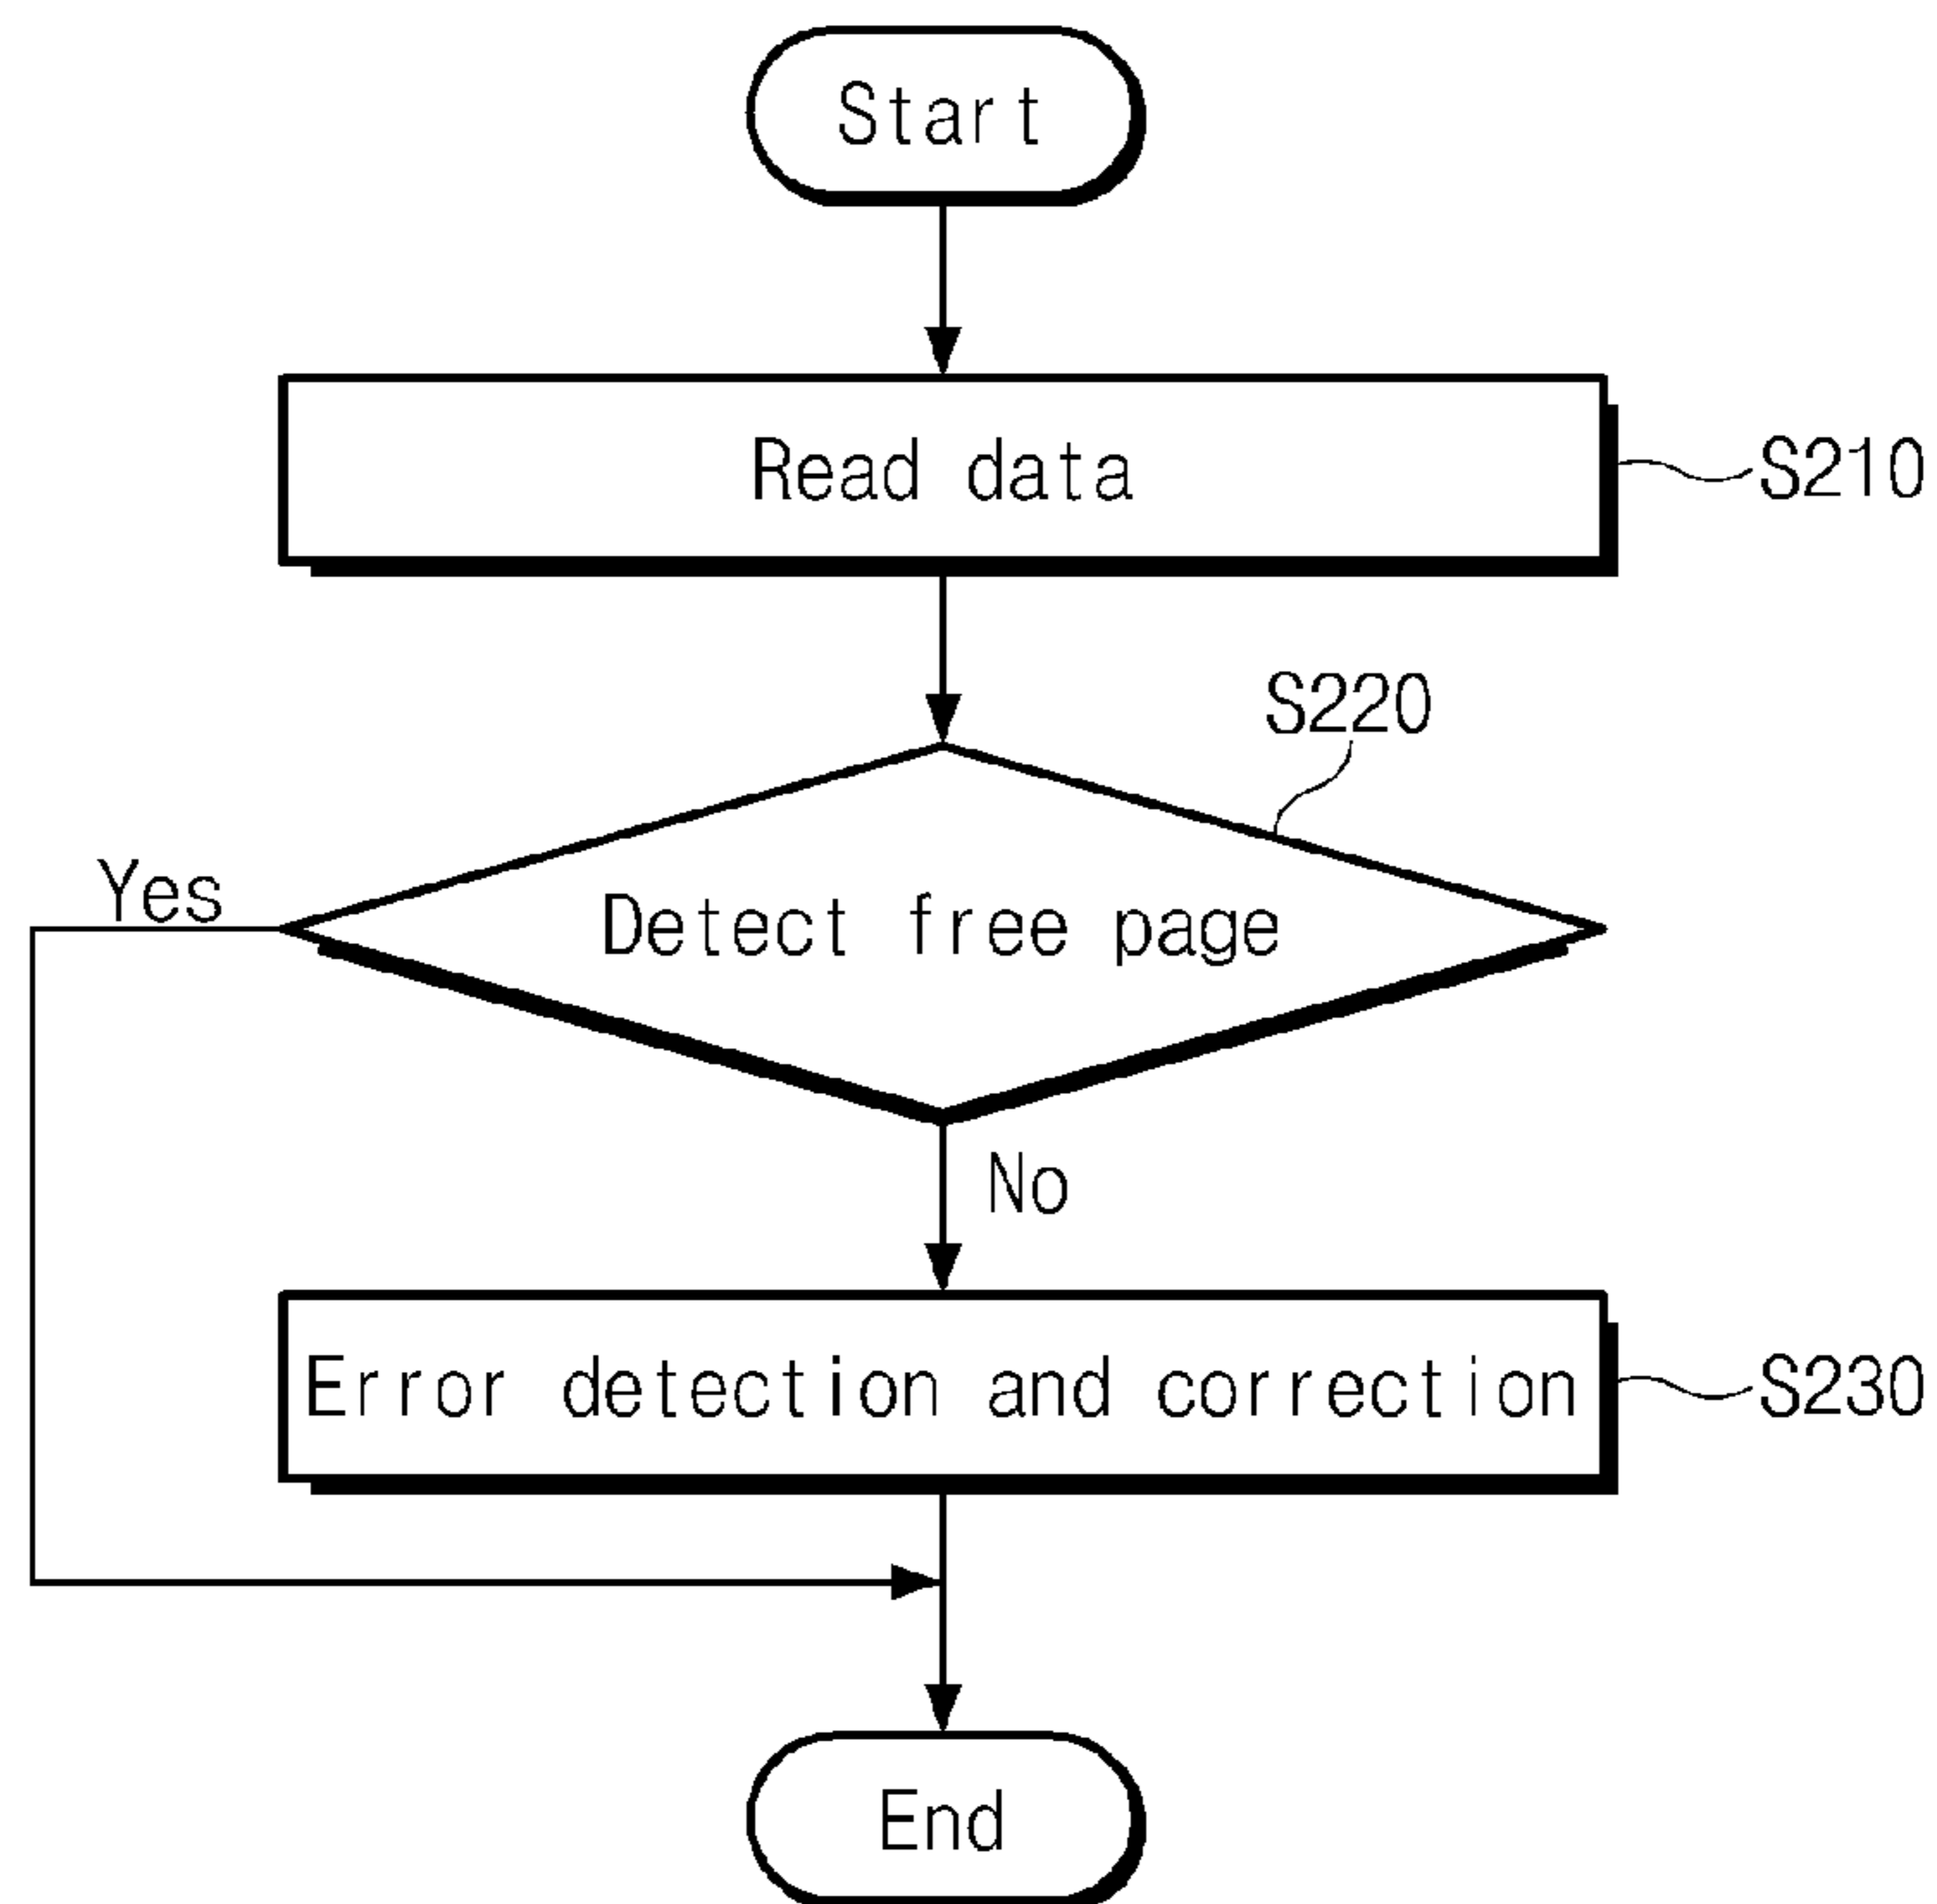 Start
Read data
S210
S220
Yes
Detect free page
No
Error detection and correction
S230
End